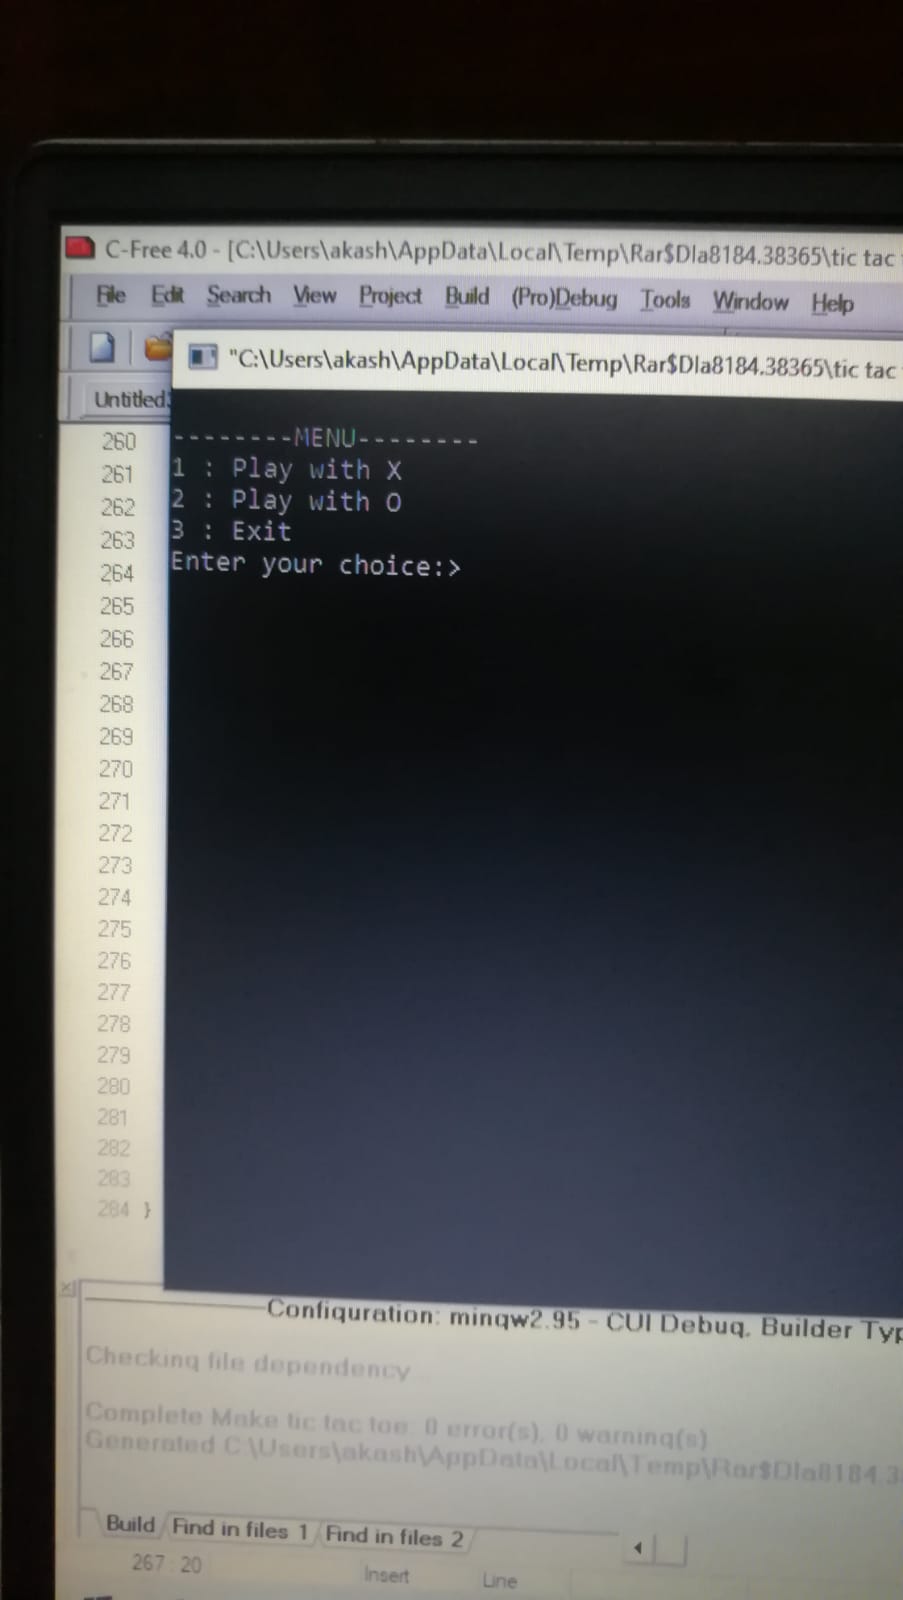 C-Free 4.0 - [C:\Users\akash\AppData\Local\Temp\Rar$DIa8184.38365\tic tac
File Edit Search View Project Build (Pro)Debug Tools Window Help
"C:\Users\akash\AppData\Local\Temp\Rar$DIa8184.38365\tic tac
Untitled
260
261
262
263
264
265
266
267
268
269
270
271
272
273
274
275
276
277
278
279
280
281
282
283
284 }
--------MENU--------
1 : Play with X
2 : Play with O
3 : Exit
Enter your choice:>
Configuration: mingw2.95 - CUI Debug, Builder Typ
Checking file dependency
Complete Make tic tac toe: 0 error(s), 0 warning(s)
Generated C:\Users\akash\AppData\Local\Temp\Rar$DIa8184.3
Build Find in files 1 Find in files 2
267 : 20 Insert Line